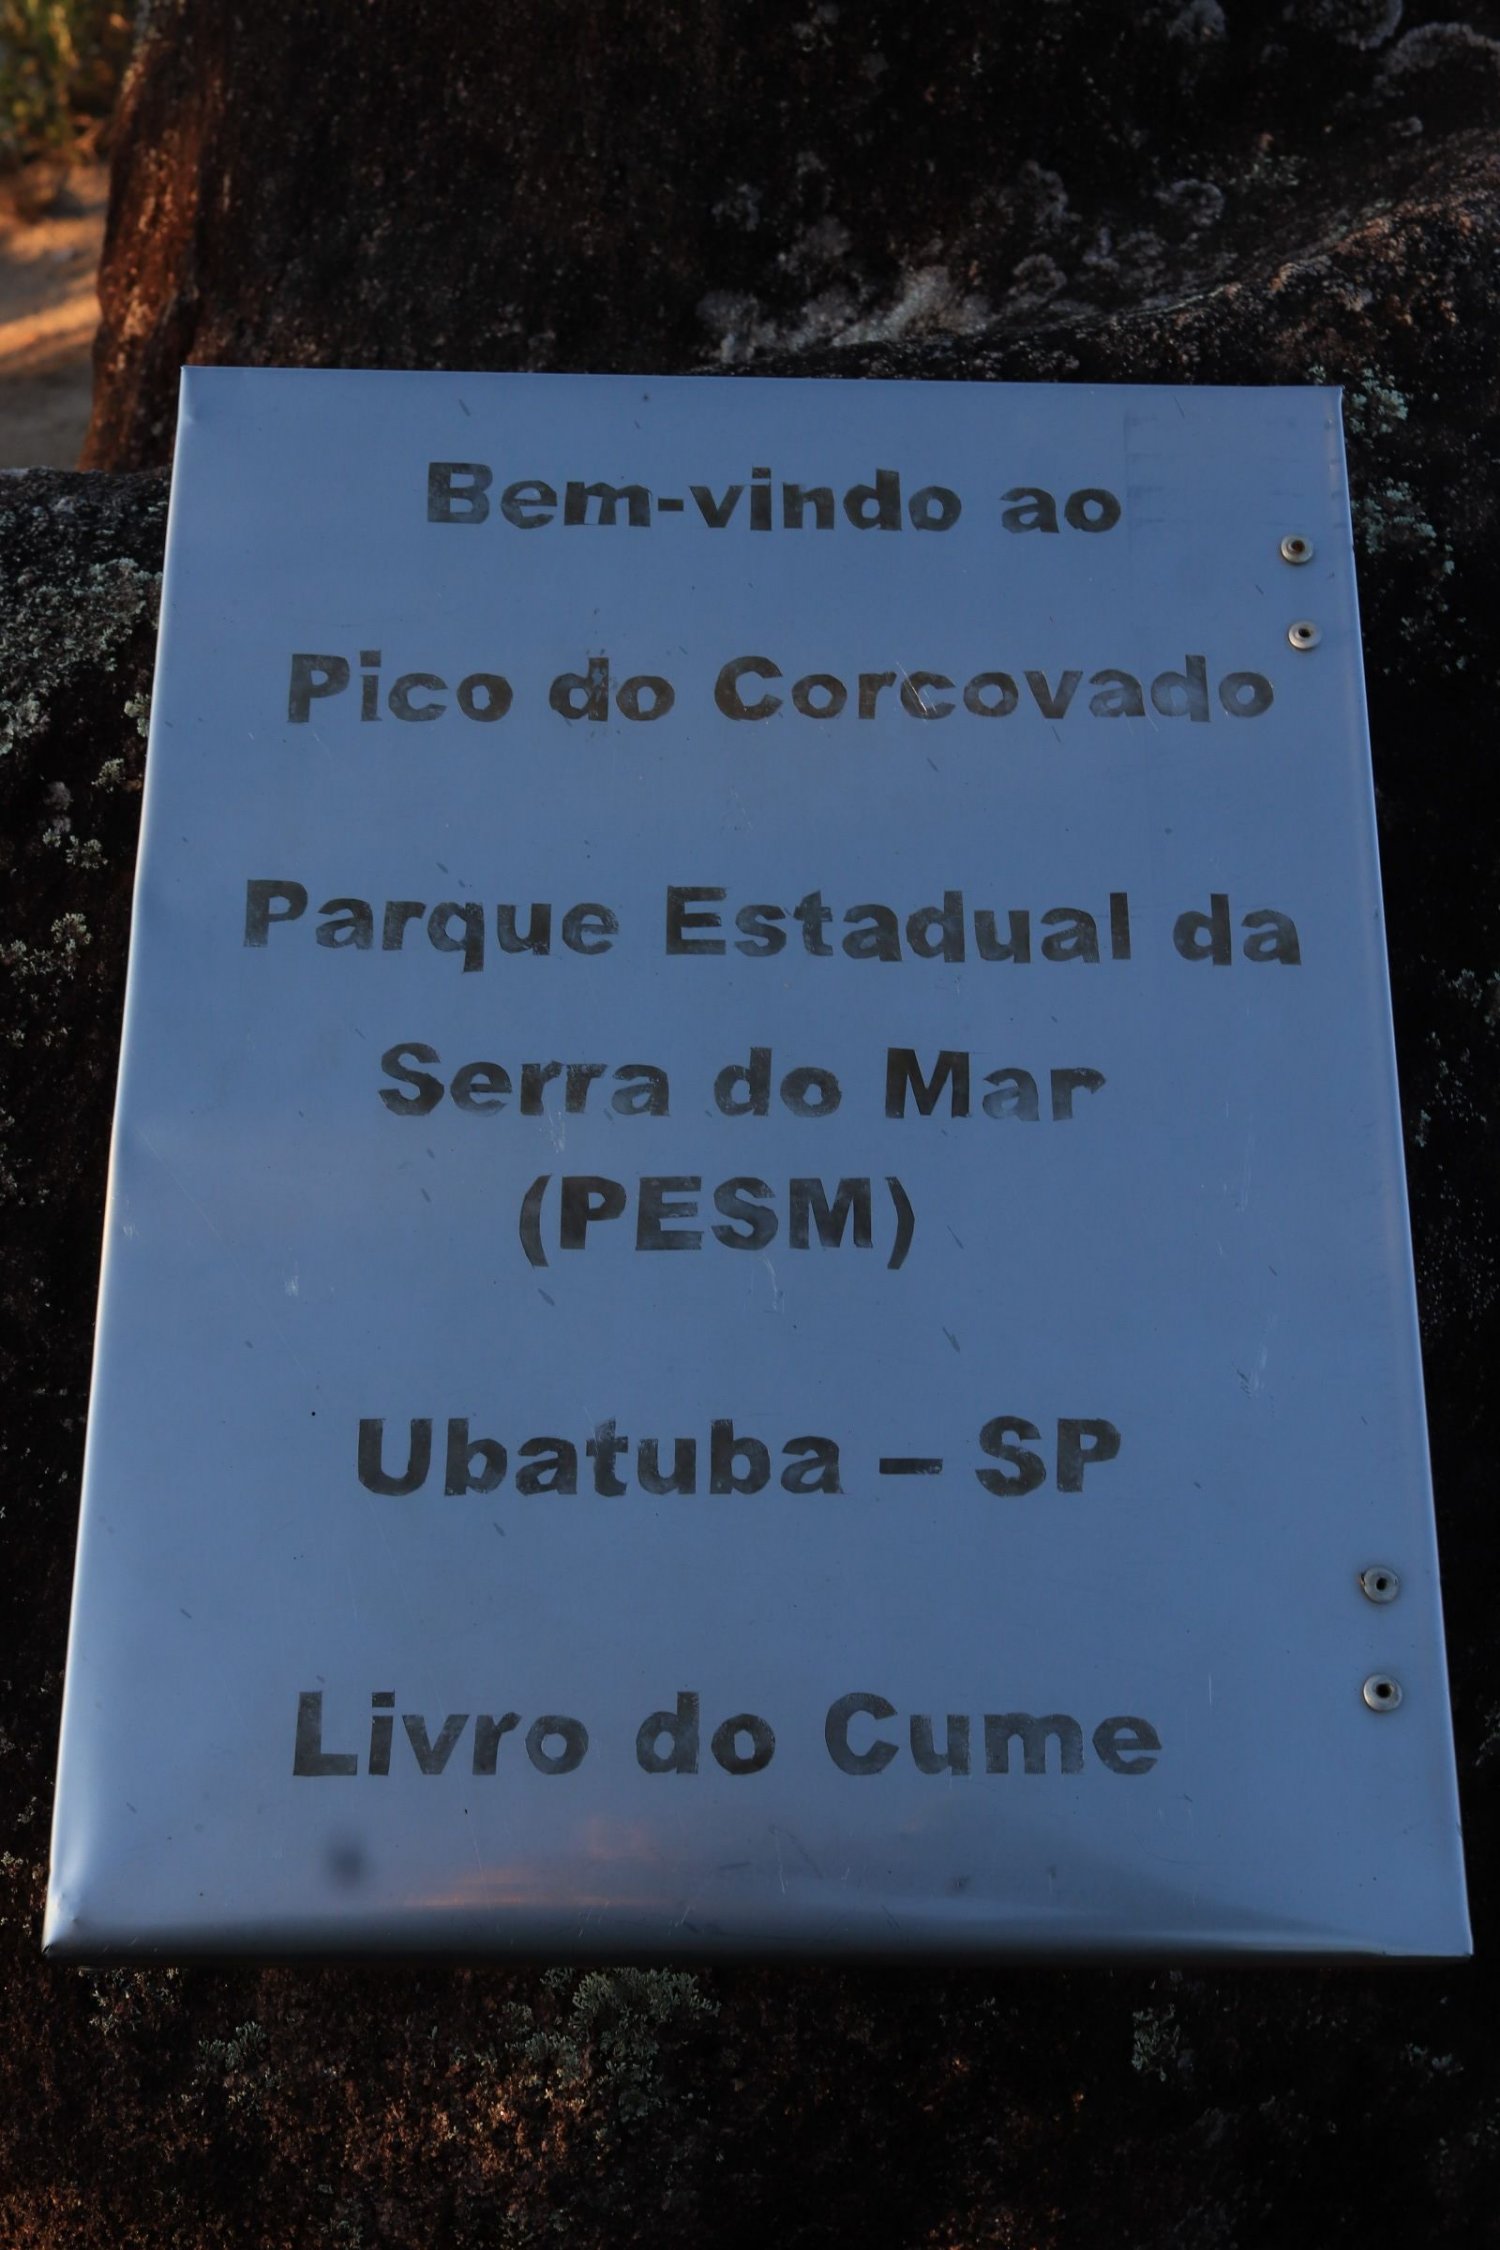 Bem-vindo ao
Pico do Corcovado
Parque Estadual da
Serra do Mar
(PESM)
Ubatuba – SP
Livro do Cume